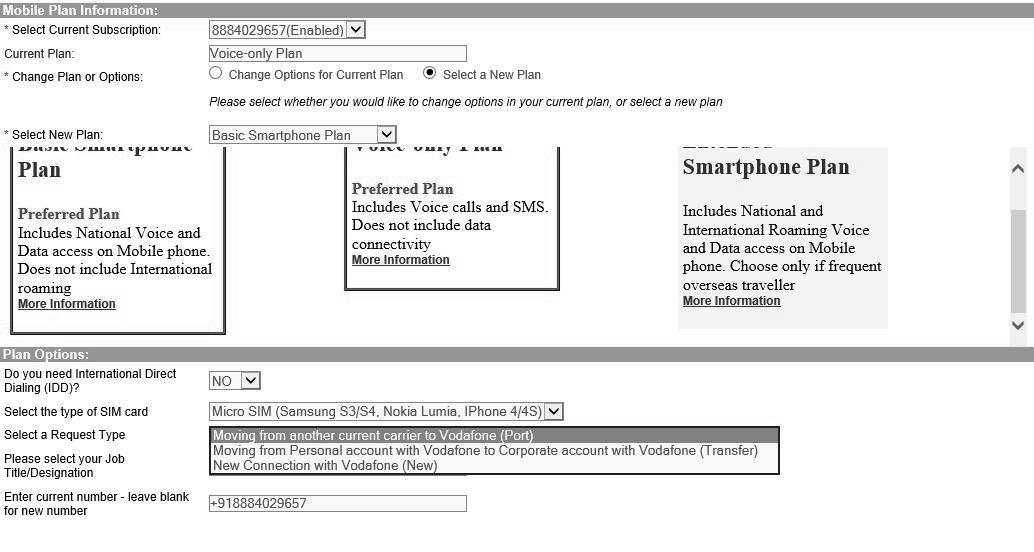 Mobile Plan Information:
* Select Current Subscription: 8884029657(Enabled)
Current Plan: Voice-only Plan
* Change Plan or Options: Change Options for Current Plan Select a New Plan
Please select whether you would like to change options in your current plan, or select a new plan
* Select New Plan: Basic Smartphone Plan
Basic Smartphone
Plan
Preferred Plan
Includes National Voice and
Data access on Mobile phone.
Does not include International
roaming
More Information
Voice-only Plan
Preferred Plan
Includes Voice calls and SMS.
Does not include data
connectivity
More Information
Extended
Smartphone Plan
Includes National and
International Roaming Voice
and Data access on Mobile
phone. Choose only if frequent
overseas traveller
More Information
Plan Options:
Do you need International Direct
Dialing (IDD)? NO
Select the type of SIM card Micro SIM (Samsung S3/S4, Nokia Lumia, IPhone 4/4S)
Select a Request Type
Moving from another current carrier to Vodafone (Port)
Moving from Personal account with Vodafone to Corporate account with Vodafone (Transfer)
New Connection with Vodafone (New)
Please select your Job
Title/Designation
Enter current number - leave blank
for new number +918884029657